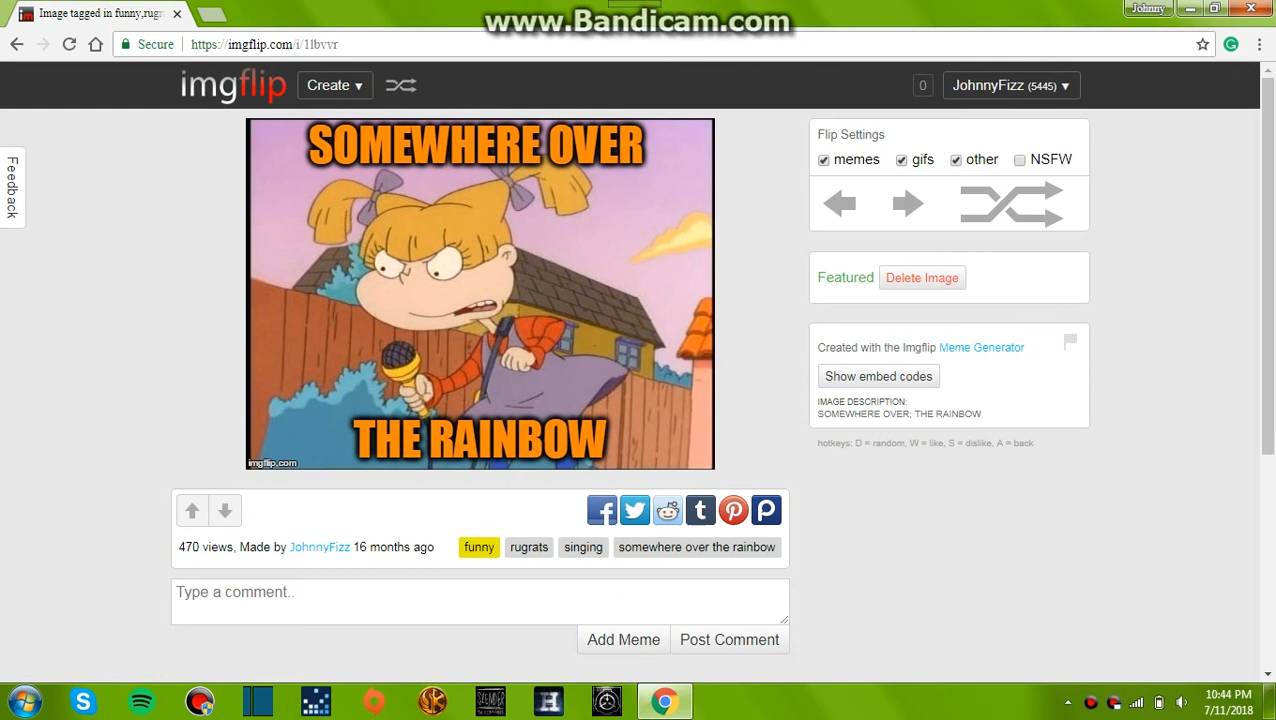 Image tagged in funny,rugr
www.Bandicam.com
Johnny
Secure
https://imgflip.com/i/1lbvvr
imgflip
Create ▾
0
JohnnyFizz (5445) ▾
Feedback
SOMEWHERE OVER
THE RAINBOW
imgflip.com
Flip Settings
memes gifs other NSFW
Featured Delete Image
Created with the Imgflip Meme Generator
Show embed codes
IMAGE DESCRIPTION:
SOMEWHERE OVER; THE RAINBOW
hotkeys: D = random, W = like, S = dislike, A = back
470 views, Made by JohnnyFizz 16 months ago
funny rugrats singing somewhere over the rainbow
Type a comment..
Add Meme Post Comment
10:44 PM
7/11/2018